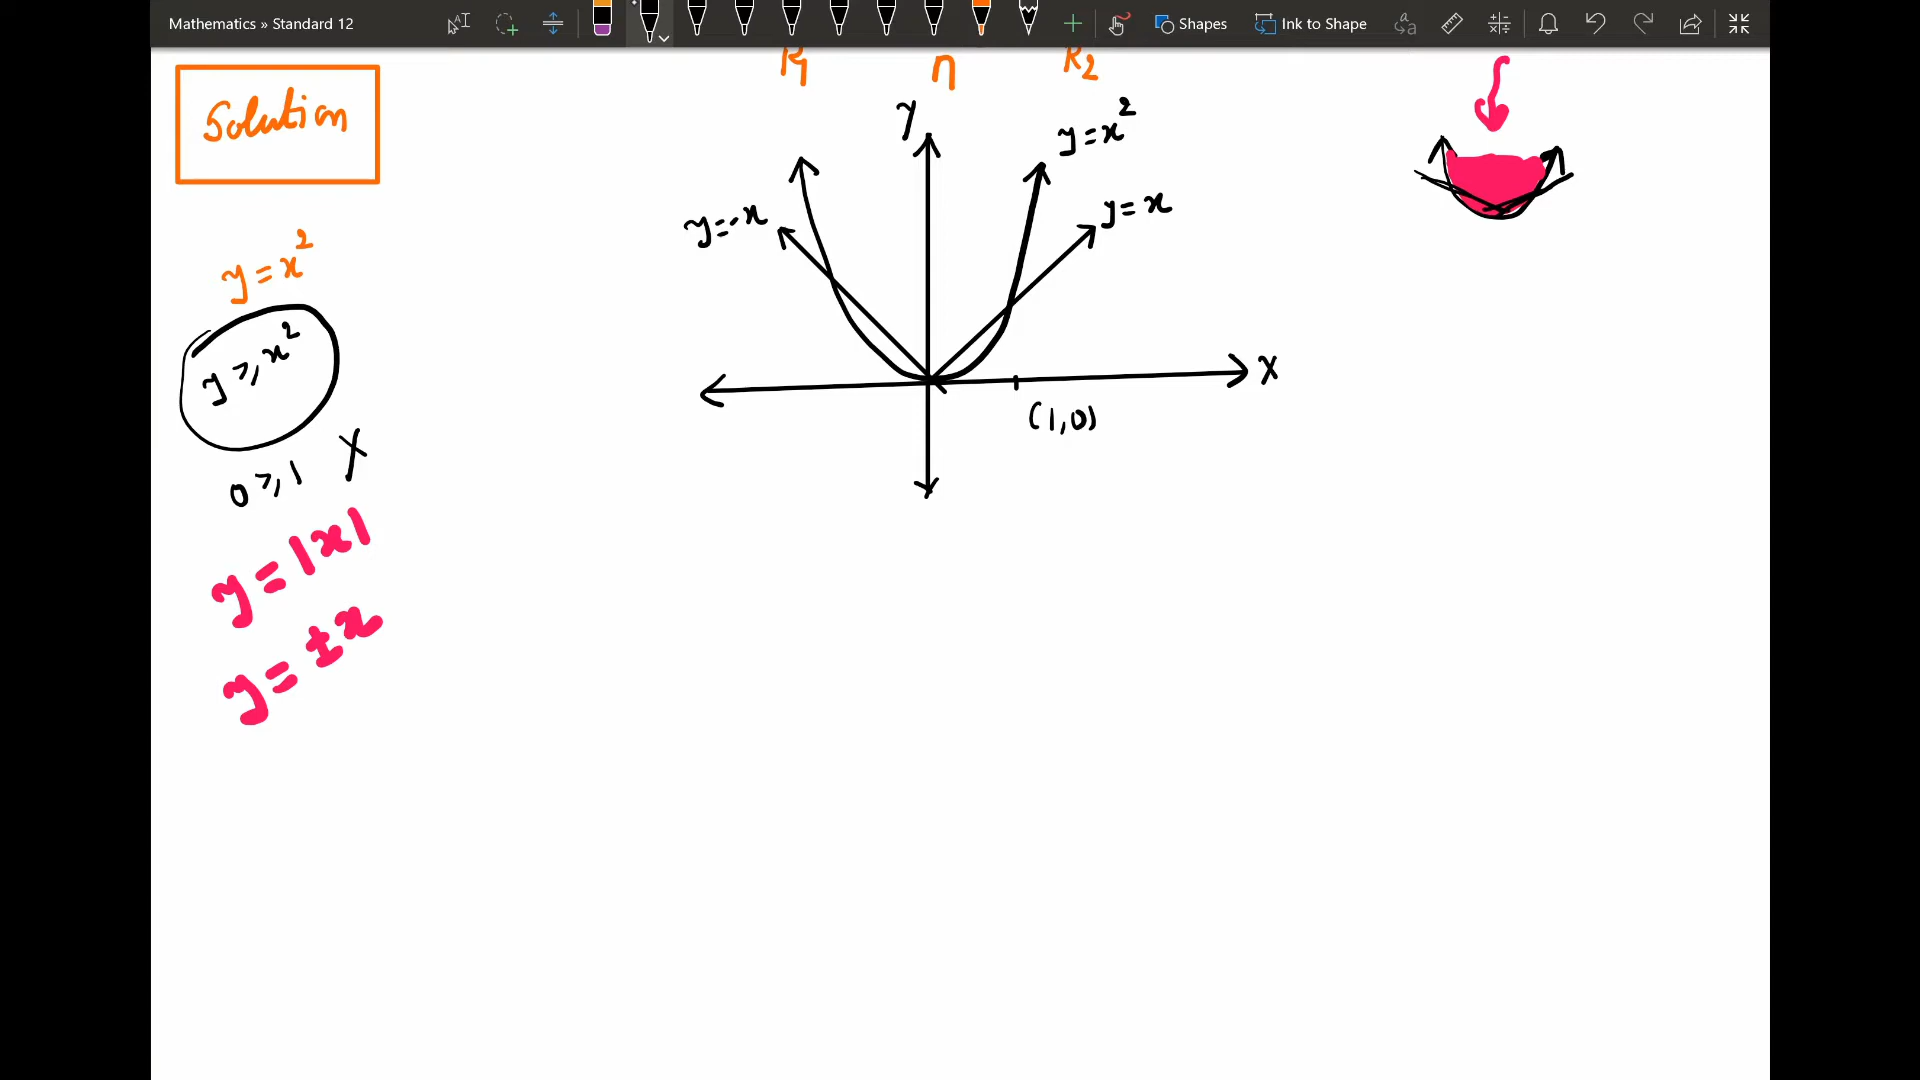 Mathematics » Standard 12
Shapes
Ink to Shape
R1 ∩ R2
Solution
y = x²
y ⩾ x²
0 ⩾ 1 X
y = |x|
y = ±x
Y
y = x²
y = -x
y = x
X
(1,0)